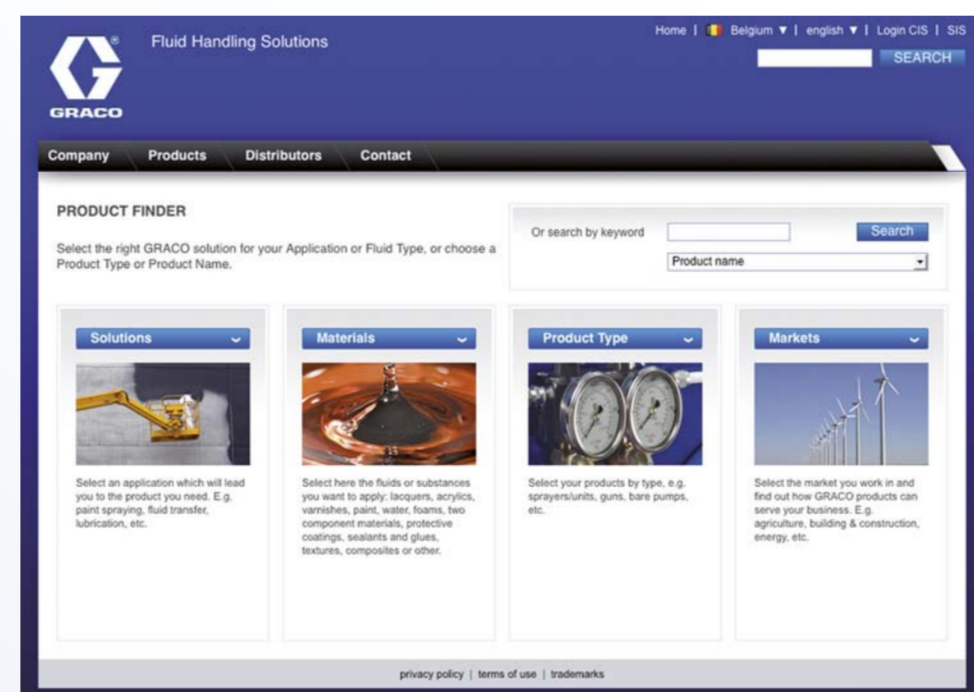 Fluid Handling Solutions
Home | Belgium ▼ | english ▼ | Login CIS | SIS
SEARCH
GRACO
Company Products Distributors Contact
PRODUCT FINDER
Select the right GRACO solution for your Application or Fluid Type, or choose a
Product Type or Product Name.
Or search by keyword
Search
Product name
Solutions
Select an application which will lead
you to the product you need. E.g.
paint spraying, fluid transfer,
lubrication, etc.
Materials
Select here the fluids or substances
you want to apply: lacquers, acrylics,
varnishes, paint, water, foams, two
component materials, protective
coatings, sealants and glues,
textures, composites or other.
Product Type
Select your products by type, e.g.
sprayers/units, guns, bare pumps,
etc.
Markets
Select the market you work in and
find out how GRACO products can
serve your business. E.g.
agriculture, building & construction,
energy, etc.
privacy policy | terms of use | trademarks